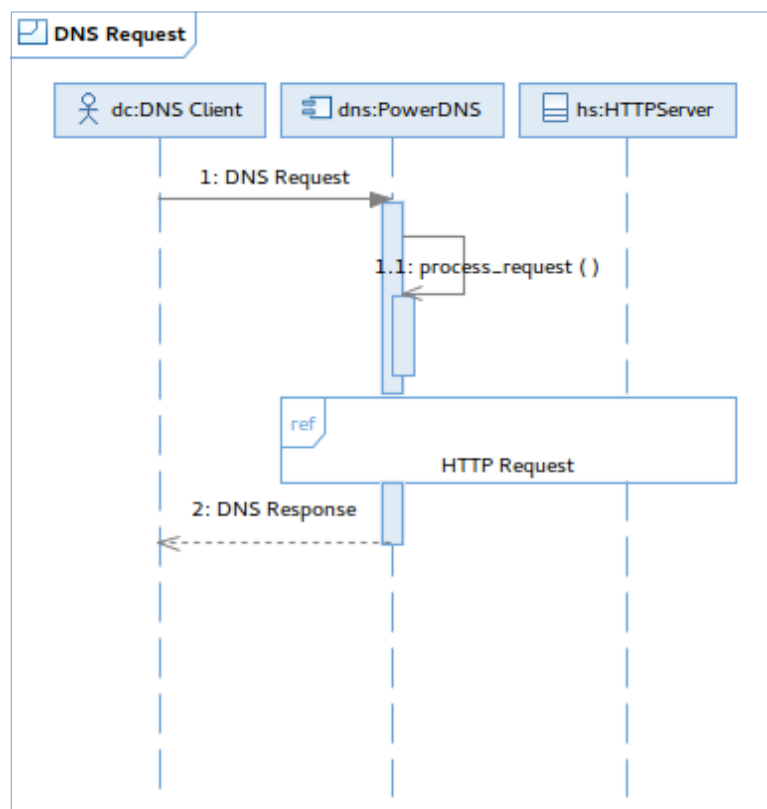 DNS Request
dc:DNS Client
dns:PowerDNS
hs:HTTPServer
1: DNS Request
1.1: process_request ( )
ref
HTTP Request
2: DNS Response